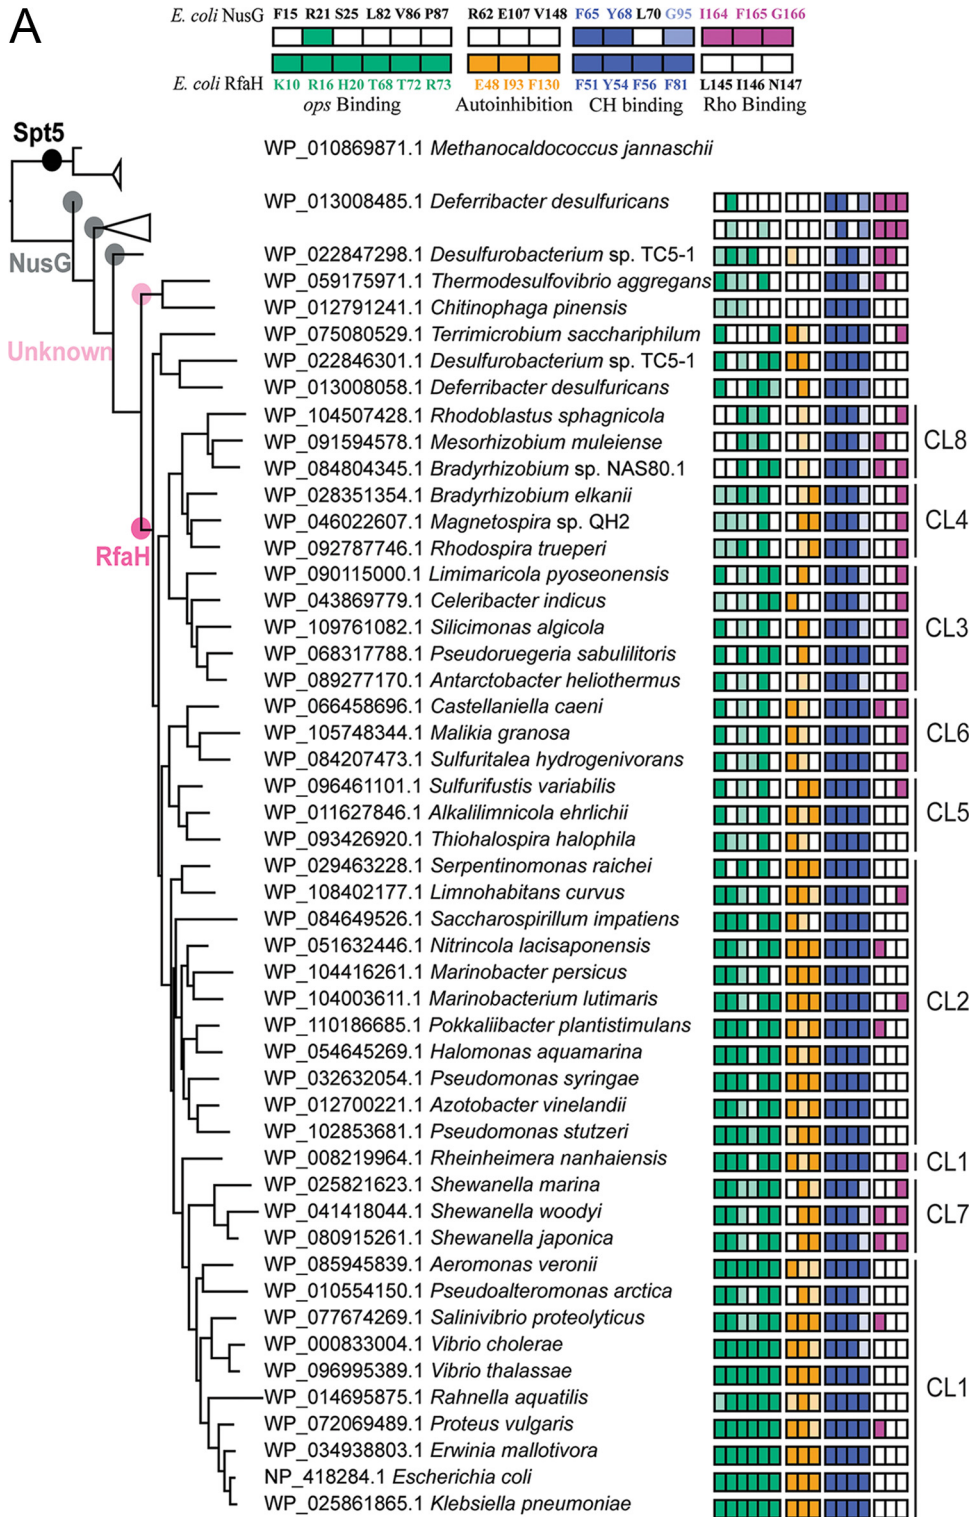 A
E. coli NusG F15 R21 S25 L82 V86 P87 R62 E107 V148 F65 Y68 L70 G95 I164 F165 G166
E. coli RfaH K10 R16 H20 T68 T72 R73 E48 I93 F130 F51 Y54 F56 F81 L145 I146 N147
ops Binding Autoinhibition CH binding Rho Binding
Spt5
WP_010869871.1 Methanocaldococcus jannaschii
WP_013008485.1 Deferribacter desulfuricans
NusG
WP_022847298.1 Desulfurobacterium sp. TC5-1
WP_059175971.1 Thermodesulfovibrio aggregans
WP_012791241.1 Chitinophaga pinensis
WP_075080529.1 Terrimicrobium sacchariphilum
Unknown
WP_022846301.1 Desulfurobacterium sp. TC5-1
WP_013008058.1 Deferribacter desulfuricans
WP_104507428.1 Rhodoblastus sphagnicola
WP_091594578.1 Mesorhizobium muleiense CL8
WP_084804345.1 Bradyrhizobium sp. NAS80.1
WP_028351354.1 Bradyrhizobium elkanii
WP_046022607.1 Magnetospira sp. QH2 CL4
WP_092787746.1 Rhodospira trueperi
RfaH
WP_090115000.1 Limimaricola pyoseonensis
WP_043869779.1 Celeribacter indicus
WP_109761082.1 Silicimonas algicola CL3
WP_068317788.1 Pseudoruegeria sabulilitoris
WP_089277170.1 Antarctobacter heliothermus
WP_066458696.1 Castellaniella caeni
WP_105748344.1 Malikia granosa CL6
WP_084207473.1 Sulfuritalea hydrogenivorans
WP_096461101.1 Sulfurifustis variabilis
WP_011627846.1 Alkalilimnicola ehrlichii CL5
WP_093426920.1 Thiohalospira halophila
WP_029463228.1 Serpentinomonas raichei
WP_108402177.1 Limnohabitans curvus
WP_084649526.1 Saccharospirillum impatiens
WP_051632446.1 Nitrincola lacisaponensis
WP_104416261.1 Marinobacter persicus
WP_104003611.1 Marinobacterium lutimaris CL2
WP_110186685.1 Pokkaliibacter plantistimulans
WP_054645269.1 Halomonas aquamarina
WP_032632054.1 Pseudomonas syringae
WP_012700221.1 Azotobacter vinelandii
WP_102853681.1 Pseudomonas stutzeri
WP_008219964.1 Rheinheimera nanhaiensis CL1
WP_025821623.1 Shewanella marina
WP_041418044.1 Shewanella woodyi CL7
WP_080915261.1 Shewanella japonica
WP_085945839.1 Aeromonas veronii
WP_010554150.1 Pseudoalteromonas arctica
WP_077674269.1 Salinivibrio proteolyticus
WP_000833004.1 Vibrio cholerae
WP_096995389.1 Vibrio thalassae CL1
WP_014695875.1 Rahnella aquatilis
WP_072069489.1 Proteus vulgaris
WP_034938803.1 Erwinia mallotivora
NP_418284.1 Escherichia coli
WP_025861865.1 Klebsiella pneumoniae